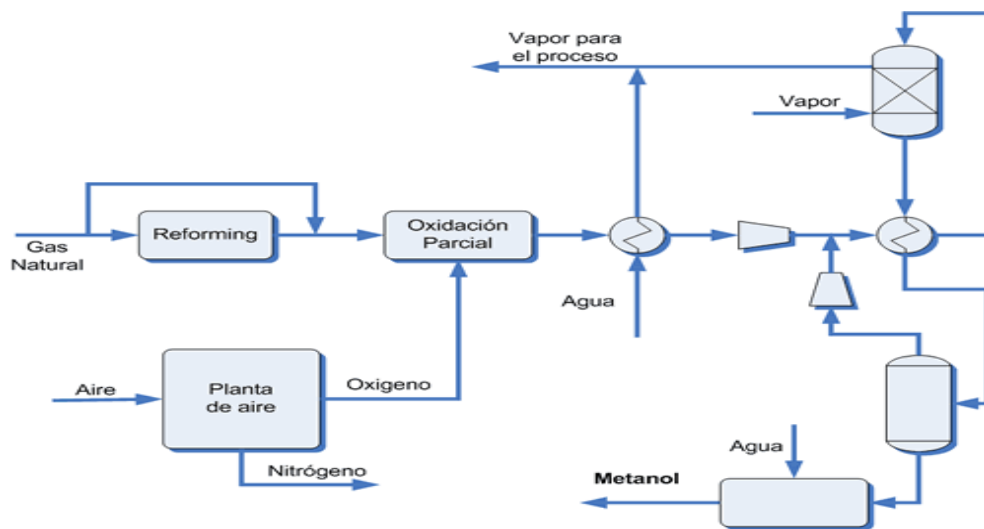 Vapor para
el proceso
Vapor
Reforming
Oxidación
Parcial
Gas
Natural
Agua
Aire
Planta
de aire
Oxigeno
Nitrógeno
Agua
Metanol